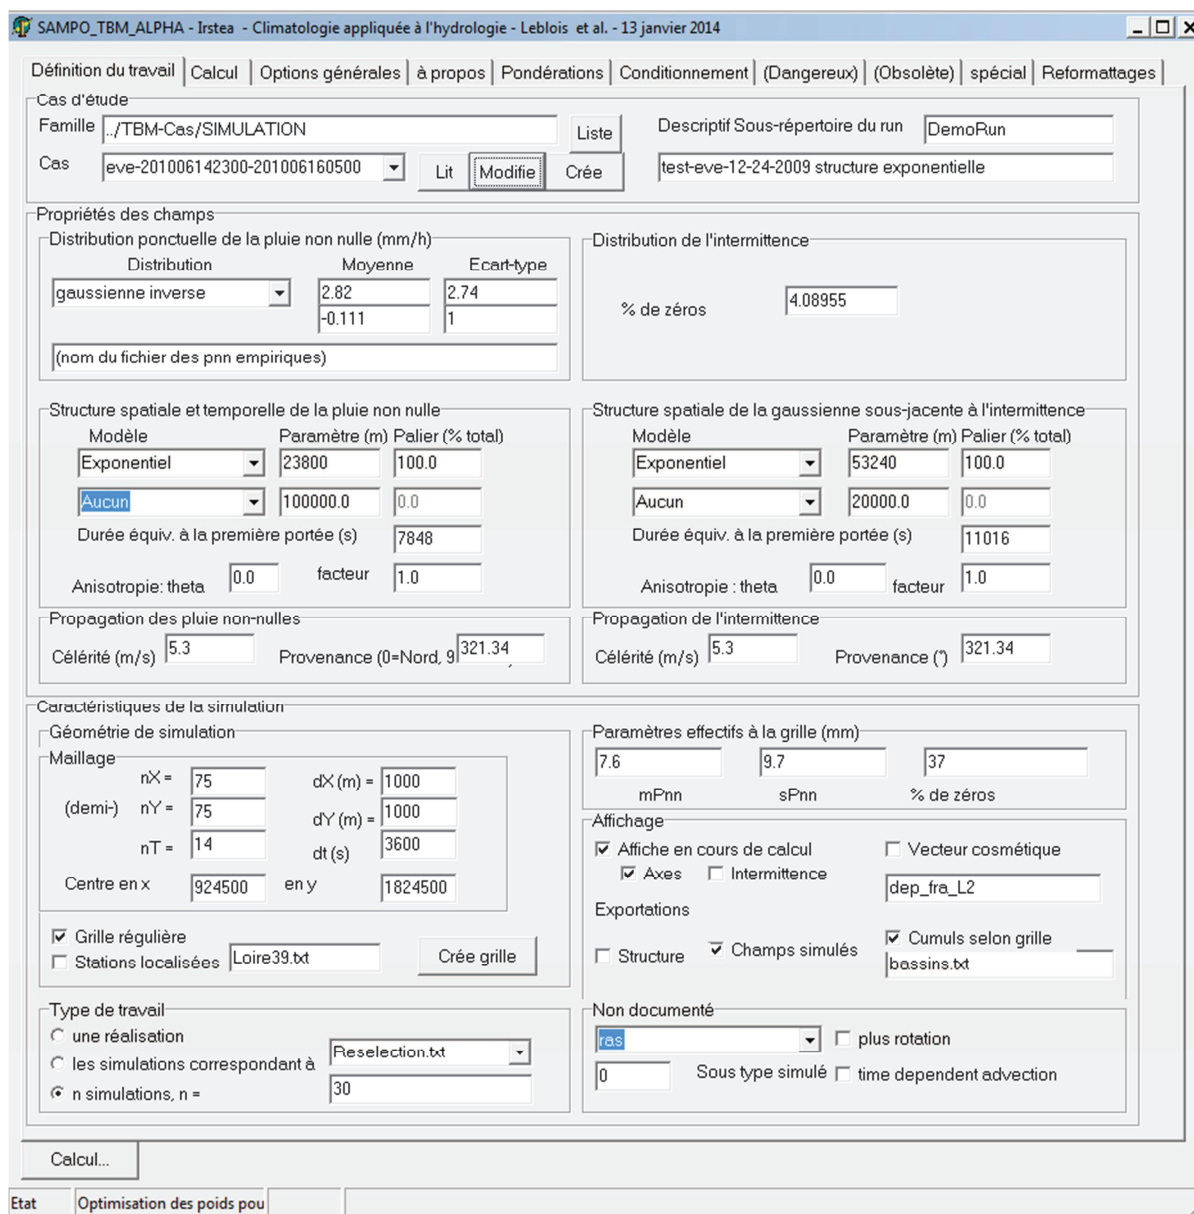 SAMPO_TBM_ALPHA - Irstea - Climatologie appliquée à l'hydrologie - Leblois et al. - 13 janvier 2014
Définition du travail Calcul Options générales à propos Pondérations Conditionnement (Dangereux) (Obsolète) spécial Reformattages
Cas d'étude
Famille ../TBM-Cas/SIMULATION Liste Descriptif Sous-répertoire du run DemoRun
Cas eve-201006142300-201006160500 Lit Modifie Crée test-eve-12-24-2009 structure exponentielle
Propriétés des champs
Distribution ponctuelle de la pluie non nulle (mm/h) Distribution de l'intermittence
Distribution Moyenne Ecart-type
gaussienne inverse 2.82 2.74 % de zéros 4.08955
-0.111 1
(nom du fichier des pnn empiriques)
Structure spatiale et temporelle de la pluie non nulle Structure spatiale de la gaussienne sous-jacente à l'intermittence
Modèle Paramètre (m) Palier (% total) Modèle Paramètre (m) Palier (% total)
Exponentiel 23800 100.0 Exponentiel 53240 100.0
Aucun 100000.0 0.0 Aucun 20000.0 0.0
Durée équiv. à la première portée (s) 7848 Durée équiv. à la première portée (s) 11016
Anisotropie: theta 0.0 facteur 1.0 Anisotropie : theta 0.0 facteur 1.0
Propagation des pluie non-nulles Propagation de l'intermittence
Célérité (m/s) 5.3 Provenance (0=Nord, 9 321.34 Célérité (m/s) 5.3 Provenance (°) 321.34
Caractéristiques de la simulation
Géométrie de simulation Paramètres effectifs à la grille (mm)
Maillage 7.6 9.7 37
nX = 75 dX (m) = 1000 mPnn sPnn % de zéros
(demi-) nY = 75 dY (m) = 1000 Affichage
nT = 14 dt (s) 3600 Affiche en cours de calcul Vecteur cosmétique
Centre en x 924500 en y 1824500 Axes Intermittence dep_fra_L2
Exportations
Grille régulière Cumuls selon grille
Stations localisées Loire39.txt Crée grille Structure Champs simulés bassins.txt
Type de travail Non documenté
une réalisation ras plus rotation
les simulations correspondant à Reselection.txt
n simulations, n = 30 0 Sous type simulé time dependent advection
Calcul...
Etat Optimisation des poids pou